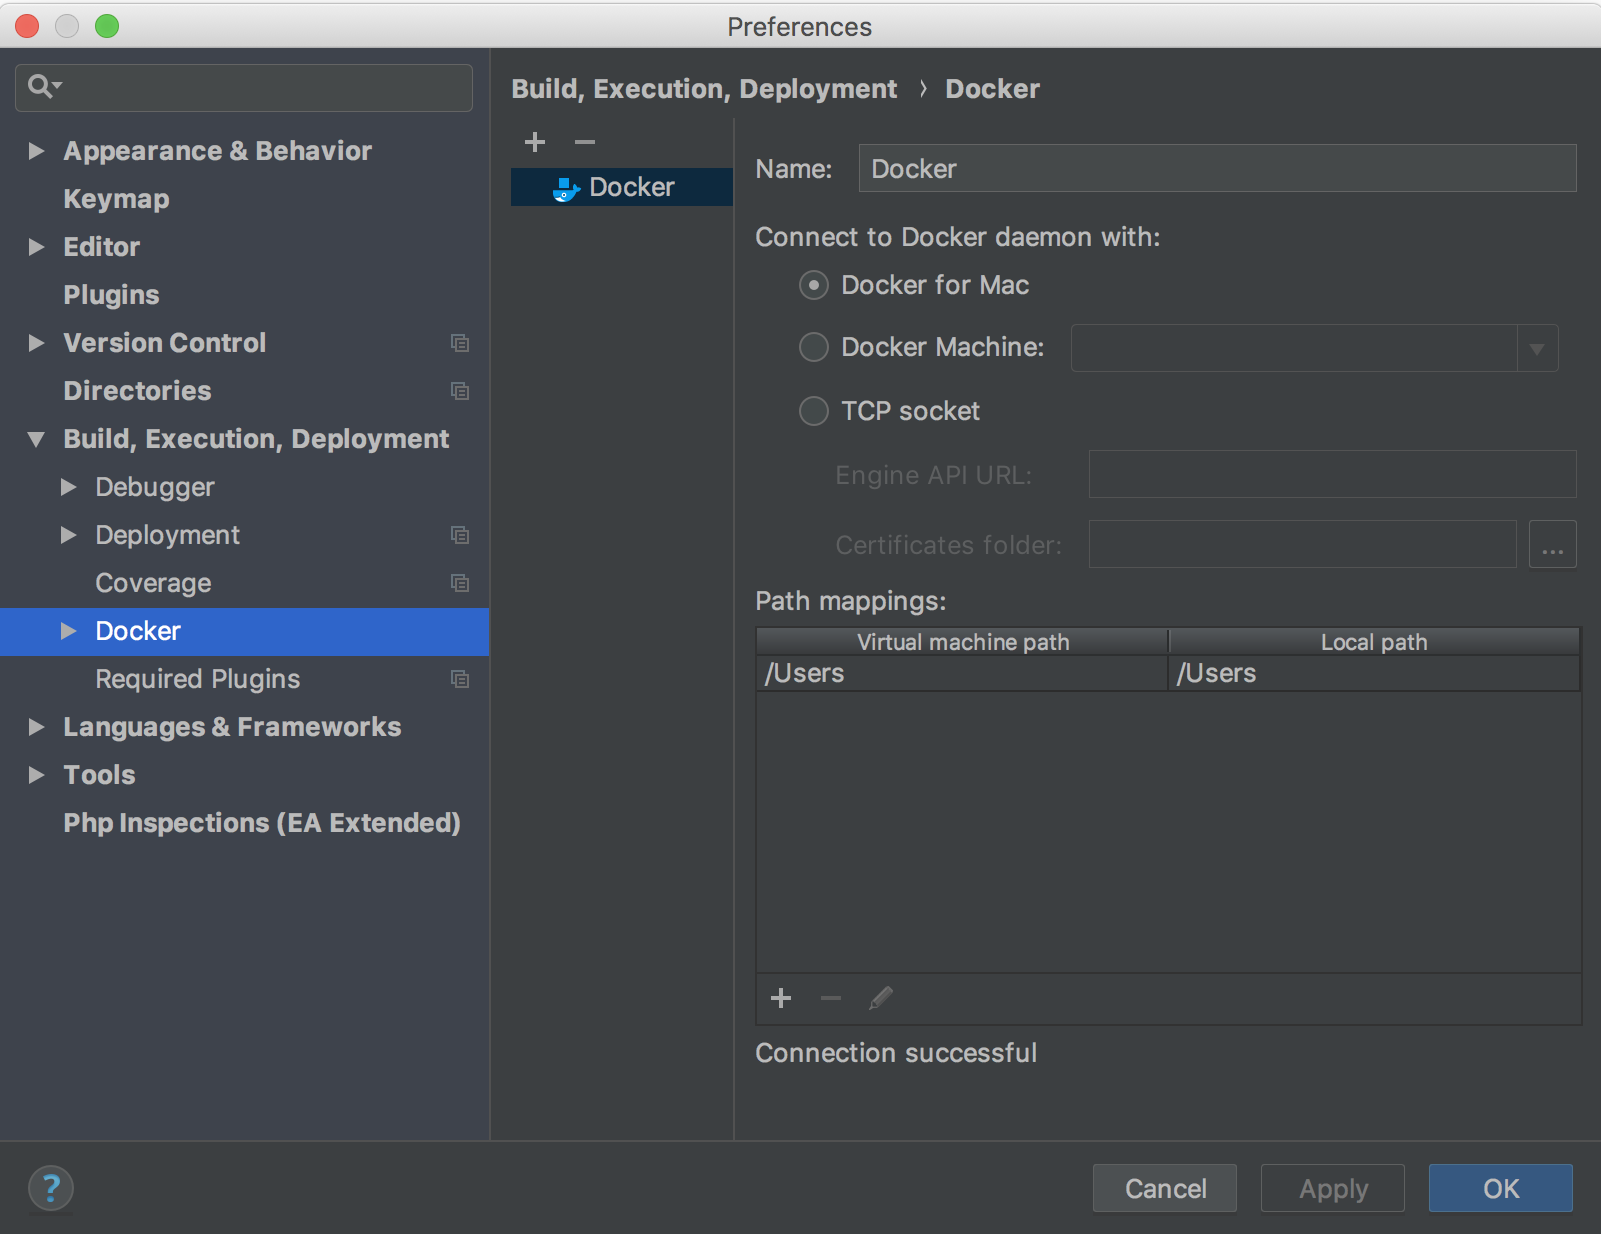 Preferences
Appearance & Behavior
Keymap
Editor
Plugins
Version Control
Directories
Build, Execution, Deployment
Debugger
Deployment
Coverage
Docker
Required Plugins
Languages & Frameworks
Tools
Php Inspections (EA Extended)
Build, Execution, Deployment › Docker
Docker
Name: Docker
Connect to Docker daemon with:
Docker for Mac
Docker Machine:
TCP socket
Engine API URL:
Certificates folder: ...
Path mappings:
Virtual machine path Local path
/Users /Users
Connection successful
? Cancel Apply OK